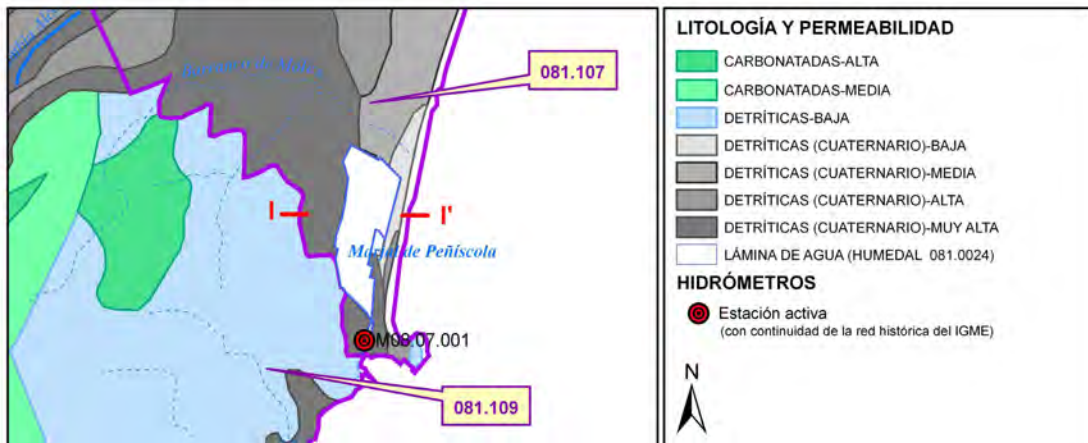 Barranco de Moliner
081.107
I
I'
Marjal de Peñíscola
M08.07.001
081.109
LITOLOGÍA Y PERMEABILIDAD
CARBONATADAS-ALTA
CARBONATADAS-MEDIA
DETRÍTICAS-BAJA
DETRÍTICAS (CUATERNARIO)-BAJA
DETRÍTICAS (CUATERNARIO)-MEDIA
DETRÍTICAS (CUATERNARIO)-ALTA
DETRÍTICAS (CUATERNARIO)-MUY ALTA
LÁMINA DE AGUA (HUMEDAL 081.0024)
HIDRÓMETROS
Estación activa
(con continuidad de la red histórica del IGME)
N